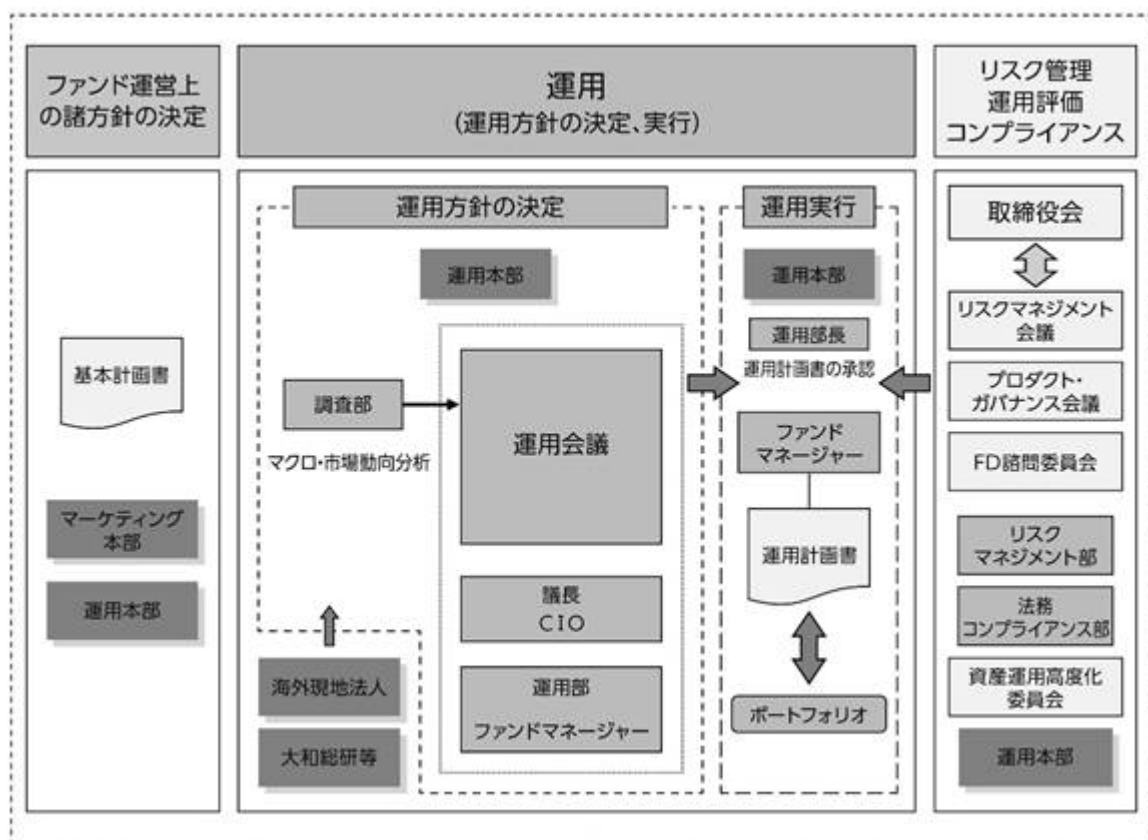 ファンド運営上
の諸方針の決定
運用
(運用方針の決定、実行)
リスク管理
運用評価
コンプライアンス
基本計画書
マーケティング
本部
運用本部
運用方針の決定
運用本部
調査部
マクロ・市場動向分析
運用会議
議長
CIO
運用部
ファンドマネージャー
海外現地法人
大和総研等
運用実行
運用本部
運用部長
運用計画書の承認
ファンド
マネージャー
運用計画書
ポートフォリオ
取締役会
リスクマネジメント
会議
プロダクト・
ガバナンス会議
FD諮問委員会
リスク
マネジメント部
法務
コンプライアンス部
資産運用高度化
委員会
運用本部